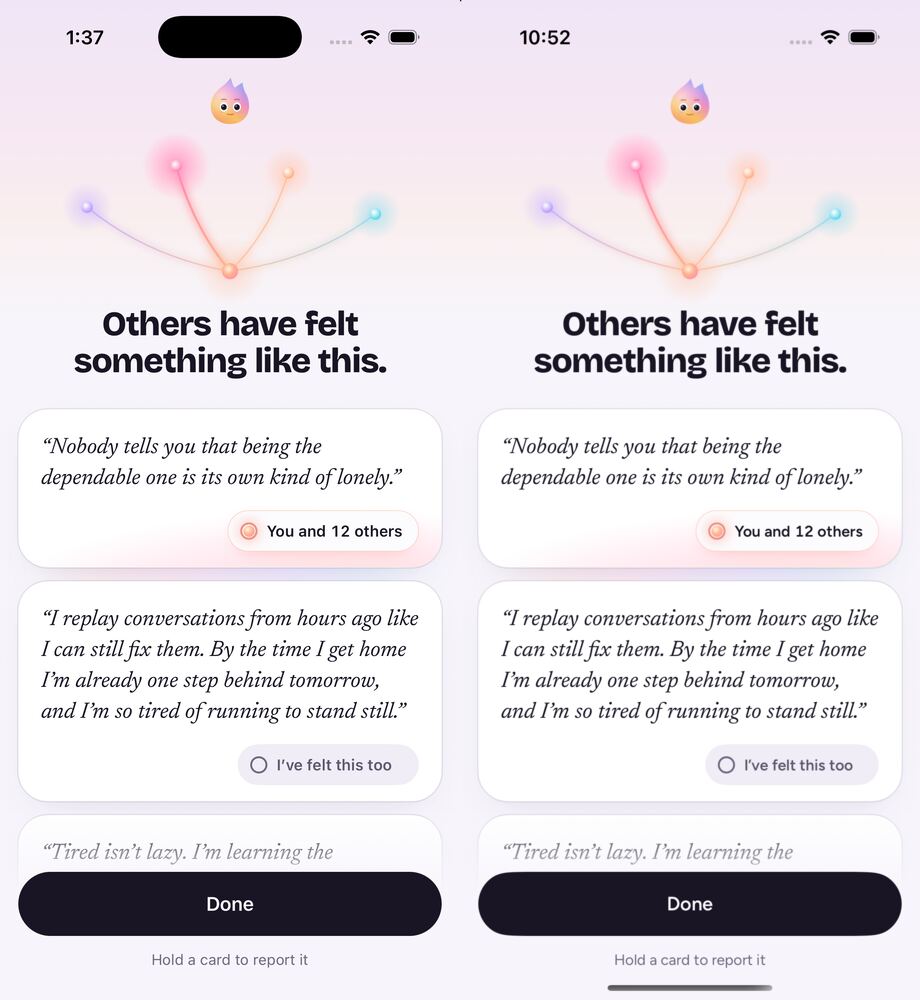 1:37
Others have felt
something like this.
“Nobody tells you that being the
dependable one is its own kind of lonely.”
You and 12 others
“I replay conversations from hours ago like
I can still fix them. By the time I get home
I’m already one step behind tomorrow,
and I’m so tired of running to stand still.”
I’ve felt this too
“Tired isn’t lazy. I’m learning the
Done
Hold a card to report it
10:52
Others have felt
something like this.
“Nobody tells you that being the
dependable one is its own kind of lonely.”
You and 12 others
“I replay conversations from hours ago like
I can still fix them. By the time I get home
I’m already one step behind tomorrow,
and I’m so tired of running to stand still.”
I’ve felt this too
“Tired isn’t lazy. I’m learning the
Done
Hold a card to report it